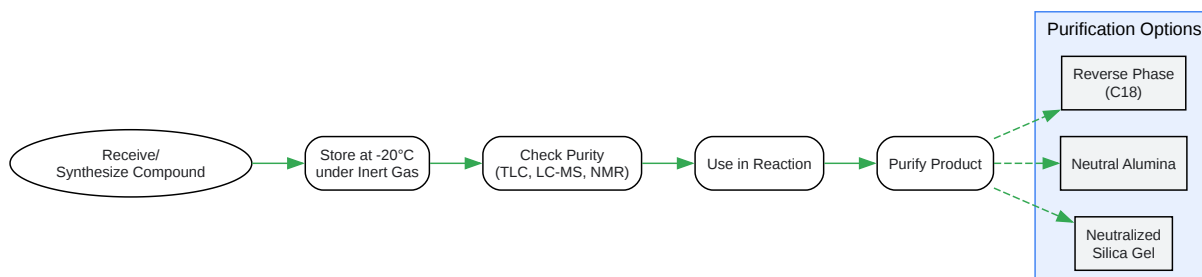 Receive/
Synthesize Compound
Store at -20°C
under Inert Gas
Check Purity
(TLC, LC-MS, NMR)
Use in Reaction
Purify Product
Purification Options
Reverse Phase
(C18)
Neutral Alumina
Neutralized
Silica Gel